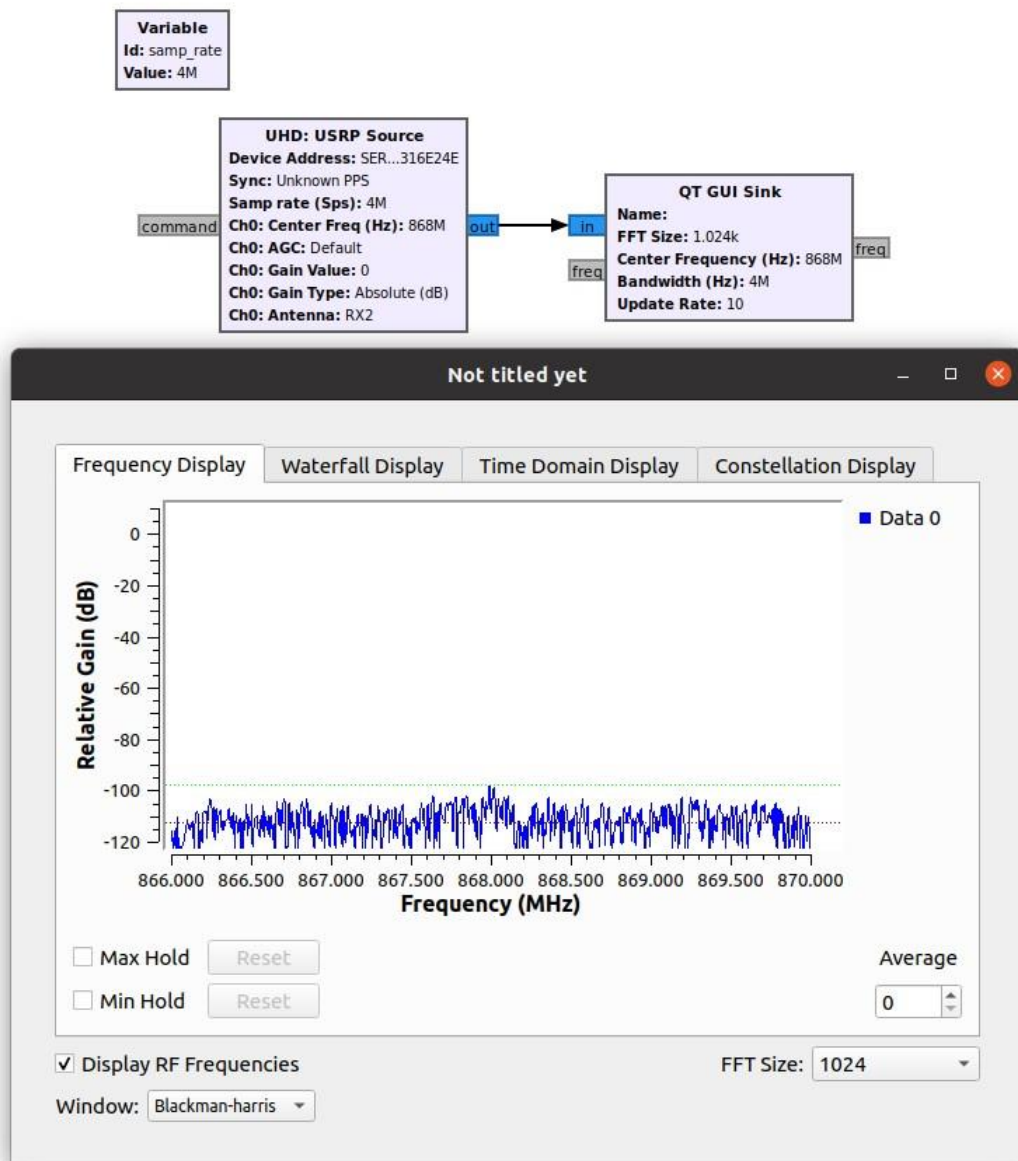 Variable
Id: samp_rate
Value: 4M
UHD: USRP Source
Device Address: SER...316E24E
Sync: Unknown PPS
Samp rate (Sps): 4M
Ch0: Center Freq (Hz): 868M
Ch0: AGC: Default
Ch0: Gain Value: 0
Ch0: Gain Type: Absolute (dB)
Ch0: Antenna: RX2
command
out
in
freq
QT GUI Sink
Name:
FFT Size: 1.024k
Center Frequency (Hz): 868M
Bandwidth (Hz): 4M
Update Rate: 10
freq
Not titled yet
Frequency Display
Waterfall Display
Time Domain Display
Constellation Display
Data 0
Relative Gain (dB)
0
-20
-40
-60
-80
-100
-120
866.000 866.500 867.000 867.500 868.000 868.500 869.000 869.500 870.000
Frequency (MHz)
Max Hold
Reset
Average
Min Hold
Reset
0
Display RF Frequencies
FFT Size: 1024
Window: Blackman-harris